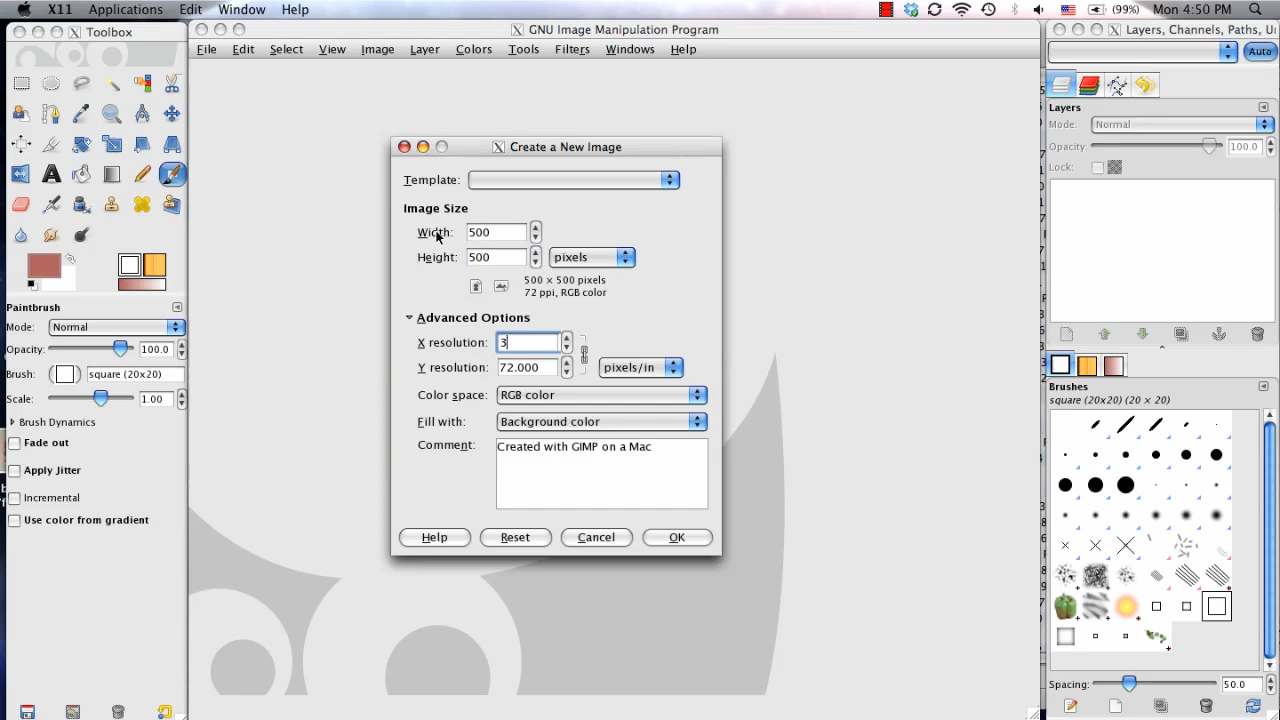 X11 Applications Edit Window Help
(99%) Mon 4:50 PM
Toolbox
GNU Image Manipulation Program
Layers, Channels, Paths, U
File Edit Select View Image Layer Colors Tools Filters Windows Help
Auto
Create a New Image
Template:
Image Size
Width: 500
Height: 500 pixels
500 × 500 pixels
72 ppi, RGB color
Advanced Options
X resolution: 3
Y resolution: 72.000 pixels/in
Color space: RGB color
Fill with: Background color
Comment: Created with GIMP on a Mac
Help Reset Cancel OK
Paintbrush
Mode: Normal
Opacity: 100.0
Brush: square (20x20)
Scale: 1.00
Brush Dynamics
Fade out
Apply Jitter
Incremental
Use color from gradient
Layers
Mode: Normal
Opacity: 100.0
Lock:
Brushes
square (20x20) (20 × 20)
Spacing: 50.0